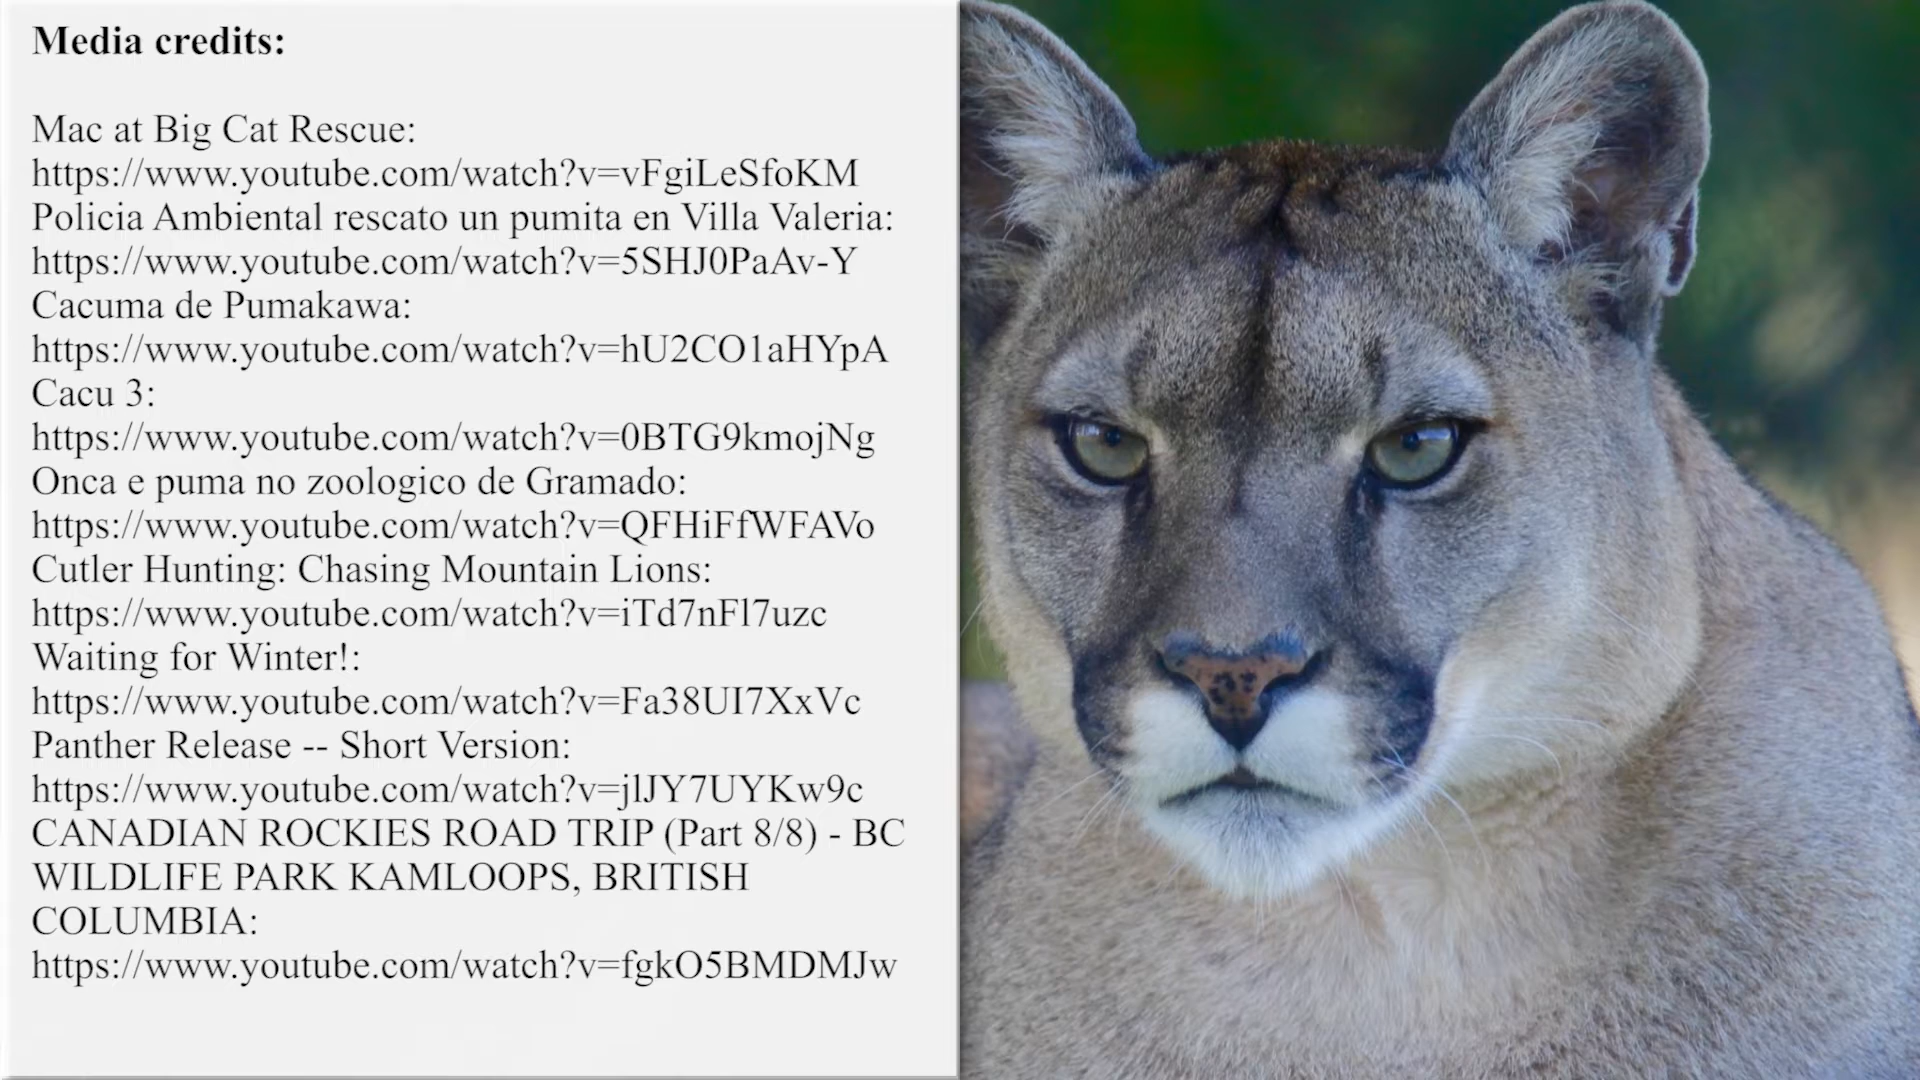 Media credits:
Mac at Big Cat Rescue:
https://www.youtube.com/watch?v=vFgiLeSfoKM
Policia Ambiental rescato un pumita en Villa Valeria:
https://www.youtube.com/watch?v=5SHJ0PaAv-Y
Cacuma de Pumakawa:
https://www.youtube.com/watch?v=hU2CO1aHYpA
Cacu 3:
https://www.youtube.com/watch?v=0BTG9kmojNg
Onca e puma no zoologico de Gramado:
https://www.youtube.com/watch?v=QFHiFfWFAVo
Cutler Hunting: Chasing Mountain Lions:
https://www.youtube.com/watch?v=iTd7nFl7uzc
Waiting for Winter!:
https://www.youtube.com/watch?v=Fa38UI7XxVc
Panther Release -- Short Version:
https://www.youtube.com/watch?v=jlJY7UYKw9c
CANADIAN ROCKIES ROAD TRIP (Part 8/8) - BC
WILDLIFE PARK KAMLOOPS, BRITISH
COLUMBIA:
https://www.youtube.com/watch?v=fgkO5BMDMJw